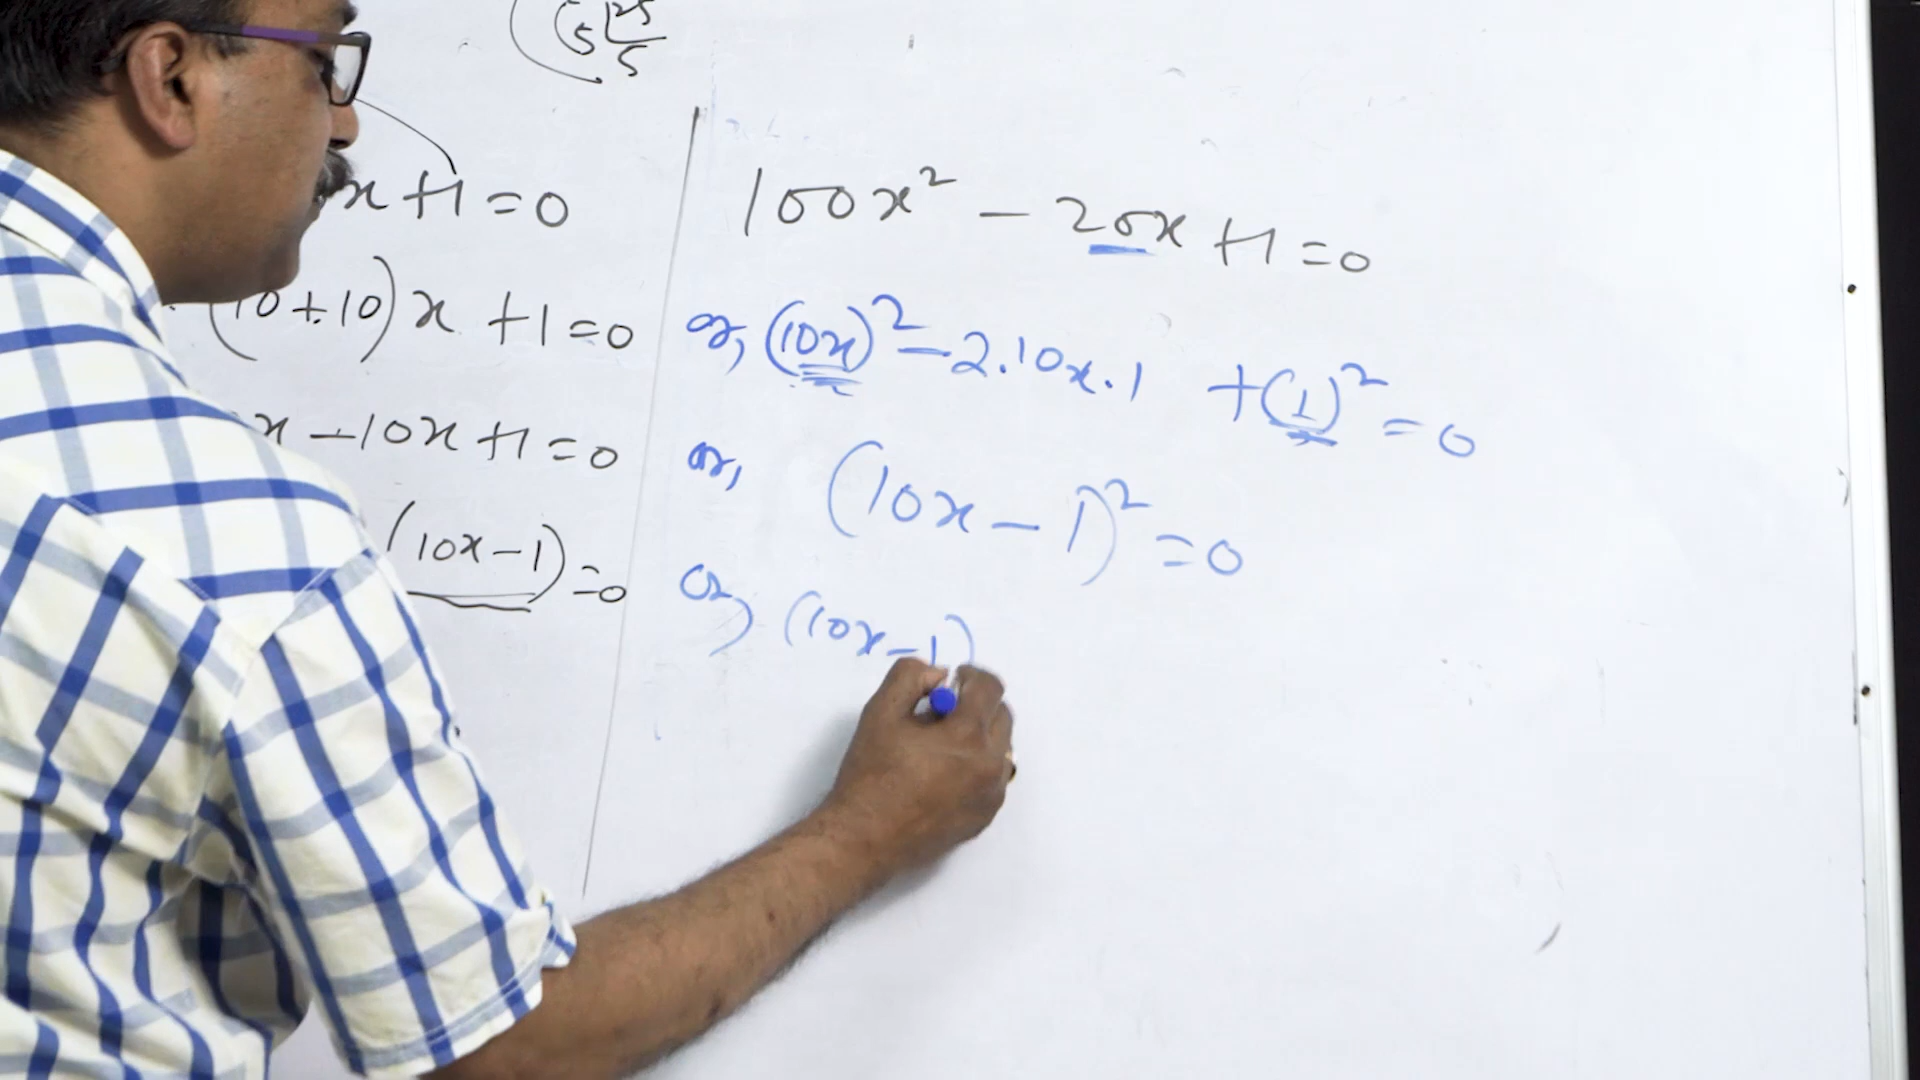 5 25
5
5
x+1=0
(10+10)x +1=0
x-10x+1=0
(10x-1)=0
100x² - 20x +1=0
or, (10x)² - 2.10x.1 +(1)² = 0
or, (10x - 1)² = 0
or, (10x-1)